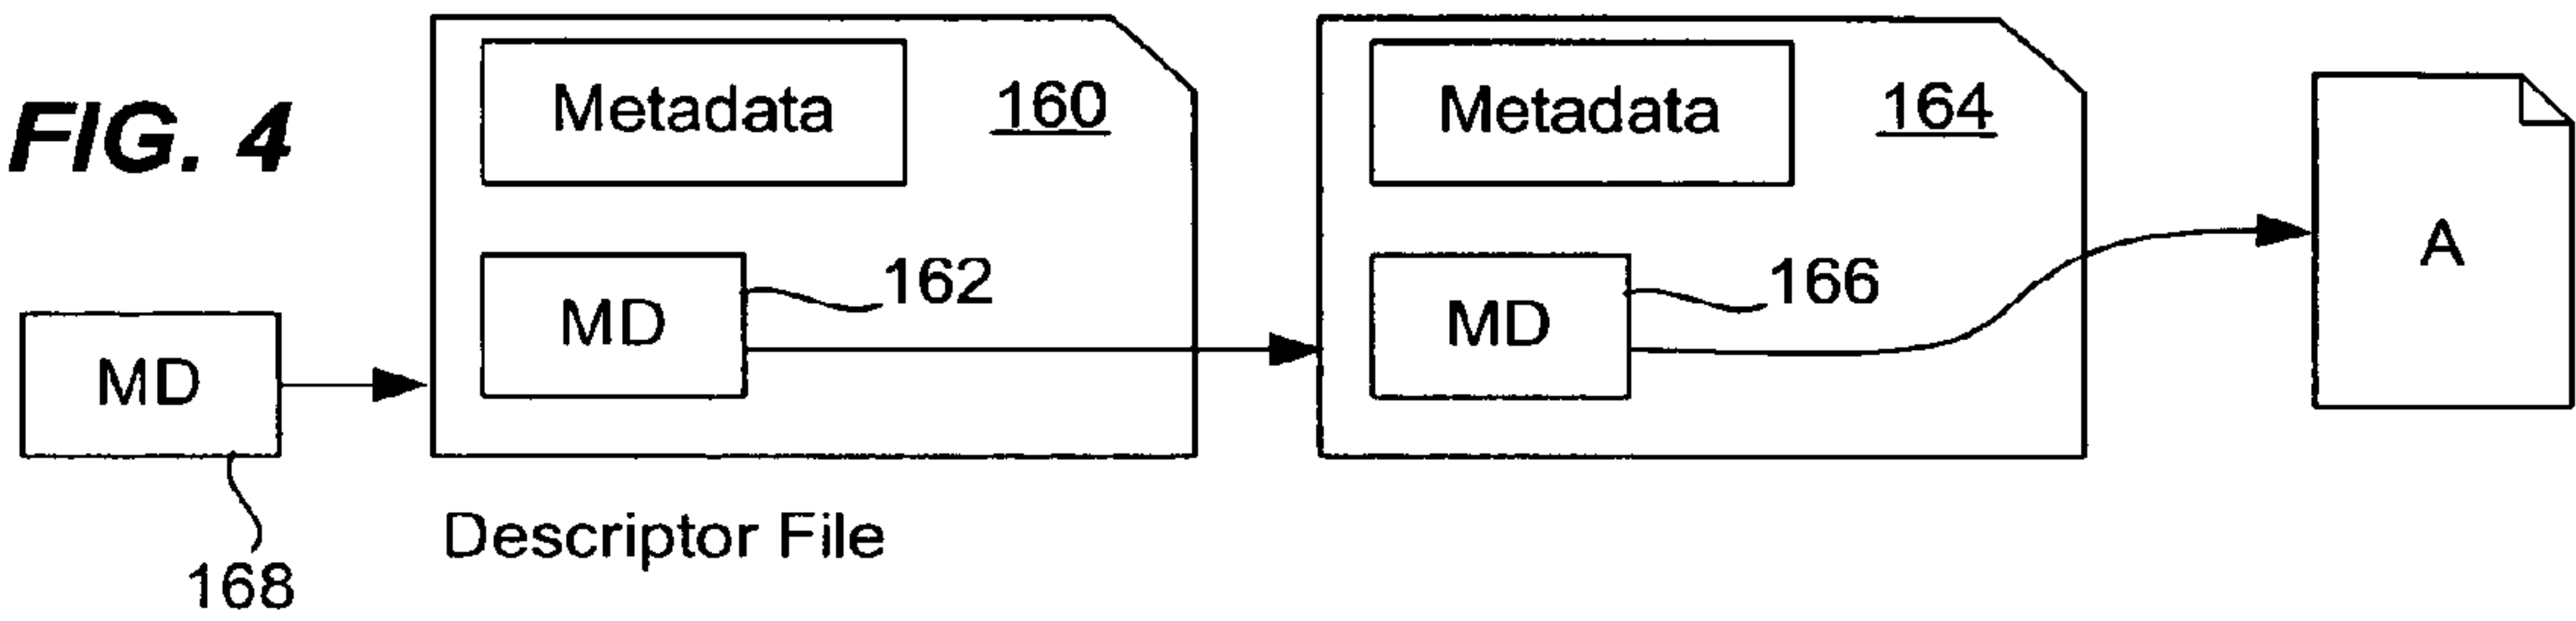 FIG. 4
Metadata 160
MD 162
Metadata 164
MD 166
A
MD
168
Descriptor File